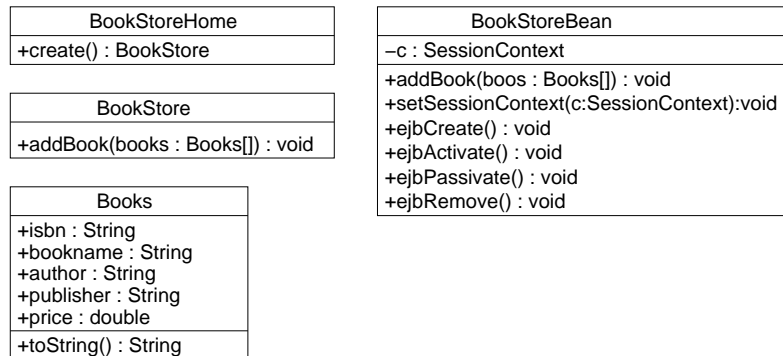 BookStoreHome
+create() : BookStore
BookStore
+addBook(books : Books[]) : void
Books
+isbn : String
+bookname : String
+author : String
+publisher : String
+price : double
+toString() : String
BookStoreBean
–c : SessionContext
+addBook(boos : Books[]) : void
+setSessionContext(c:SessionContext):void
+ejbCreate() : void
+ejbActivate() : void
+ejbPassivate() : void
+ejbRemove() : void